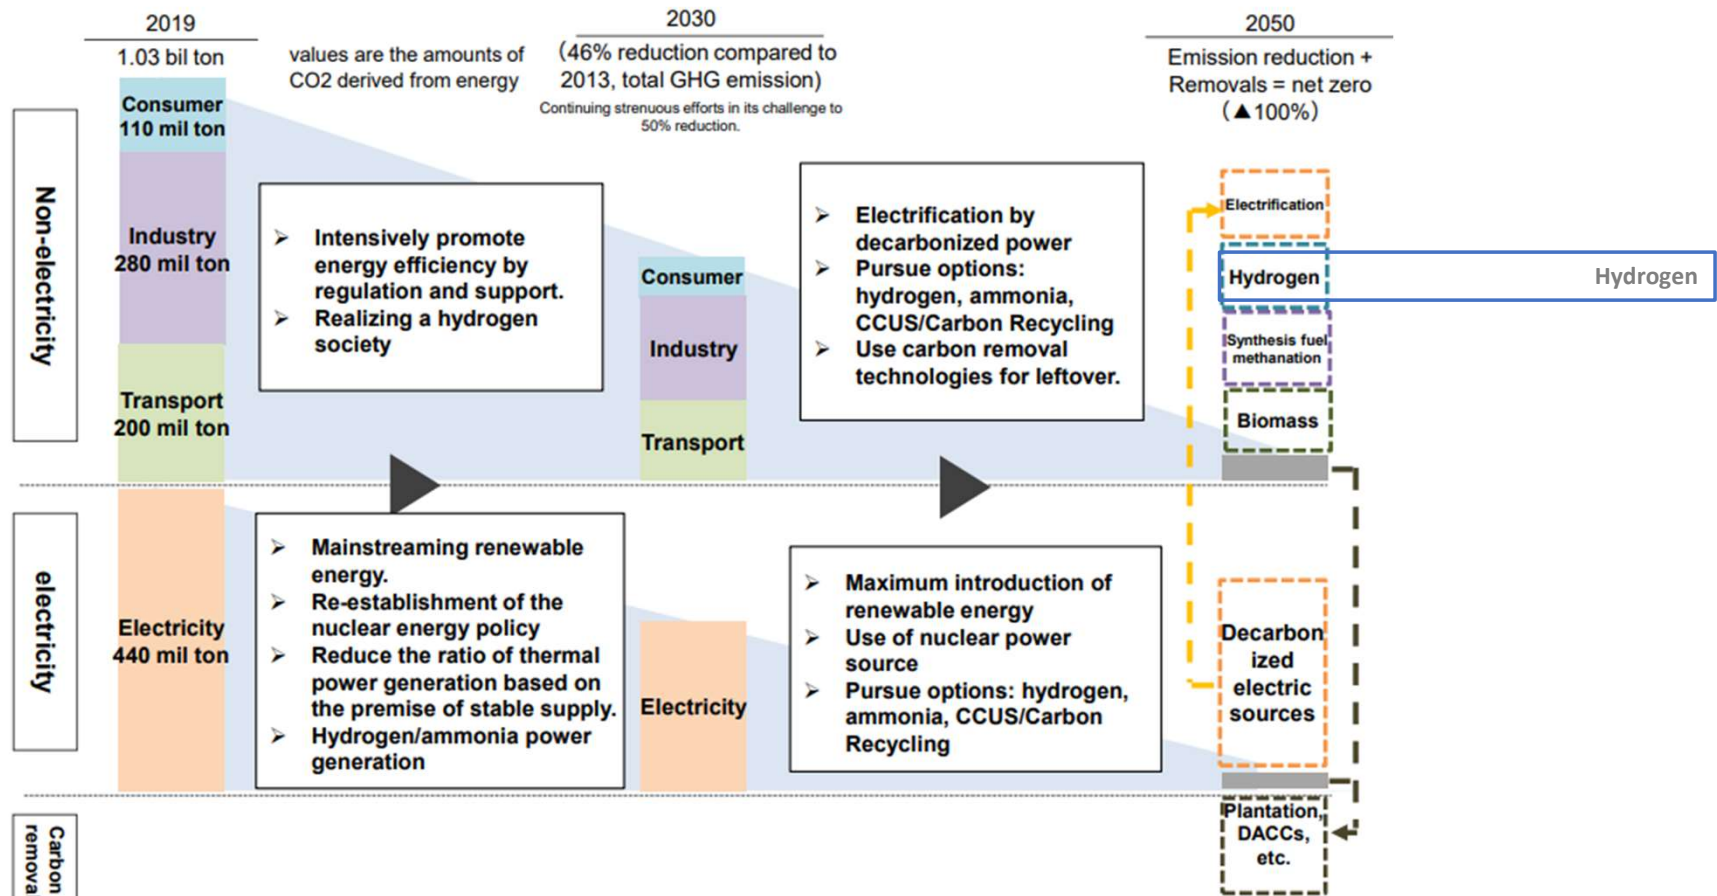 2019
1.03 bil ton
values are the amounts of
CO2 derived from energy
2030
(46% reduction compared to
2013, total GHG emission)
Continuing strenuous efforts in its challenge to
50% reduction.
2050
Emission reduction +
Removals = net zero
(▲100%)
Non-electricity
Consumer
110 mil ton
Industry
280 mil ton
Transport
200 mil ton
➢ Intensively promote
energy efficiency by
regulation and support.
➢ Realizing a hydrogen
society
Consumer
Industry
Transport
➢ Electrification by
decarbonized power
➢ Pursue options:
hydrogen, ammonia,
CCUS/Carbon Recycling
➢ Use carbon removal
technologies for leftover.
Electrification
Hydrogen
Hydrogen
Synthesis fuel
methanation
Biomass
electricity
Electricity
440 mil ton
➢ Mainstreaming renewable
energy.
➢ Re-establishment of the
nuclear energy policy
➢ Reduce the ratio of thermal
power generation based on
the premise of stable supply.
➢ Hydrogen/ammonia power
generation
Electricity
➢ Maximum introduction of
renewable energy
➢ Use of nuclear power
source
➢ Pursue options: hydrogen,
ammonia, CCUS/Carbon
Recycling
Decarbon
ized
electric
sources
Carbon
remova
Plantation,
DACCs,
etc.